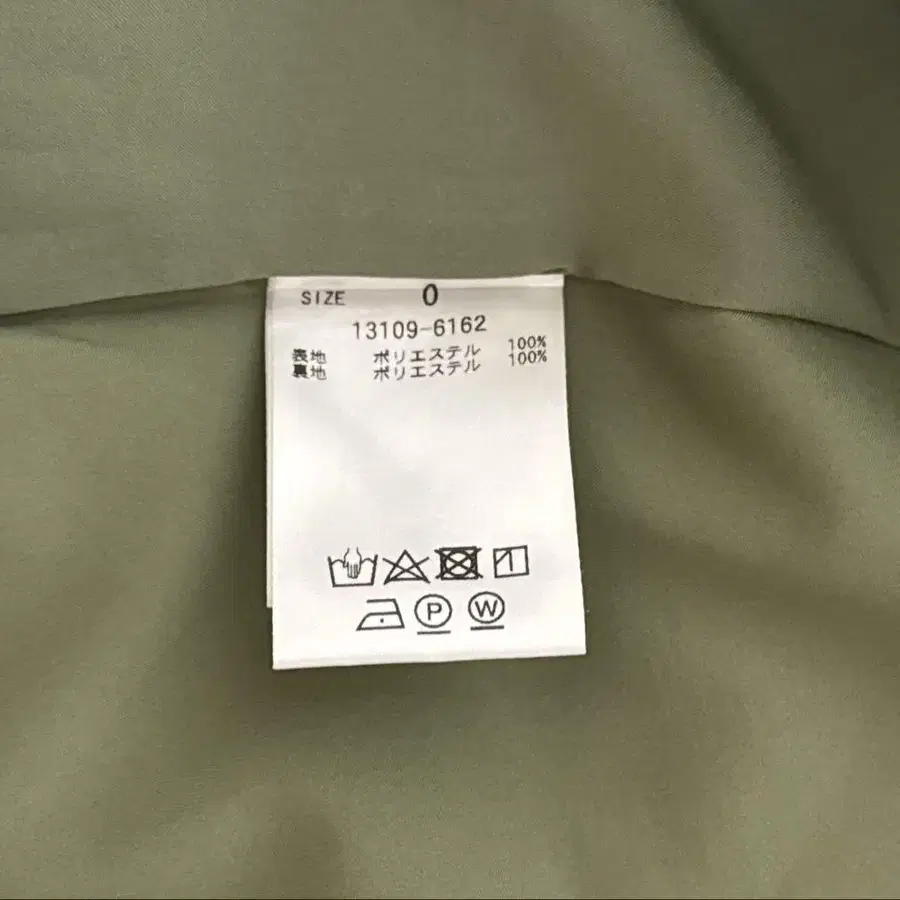 SIZE 0
13109-6162
表地 ポリエステル 100%
裏地 ポリエステル 100%
P W